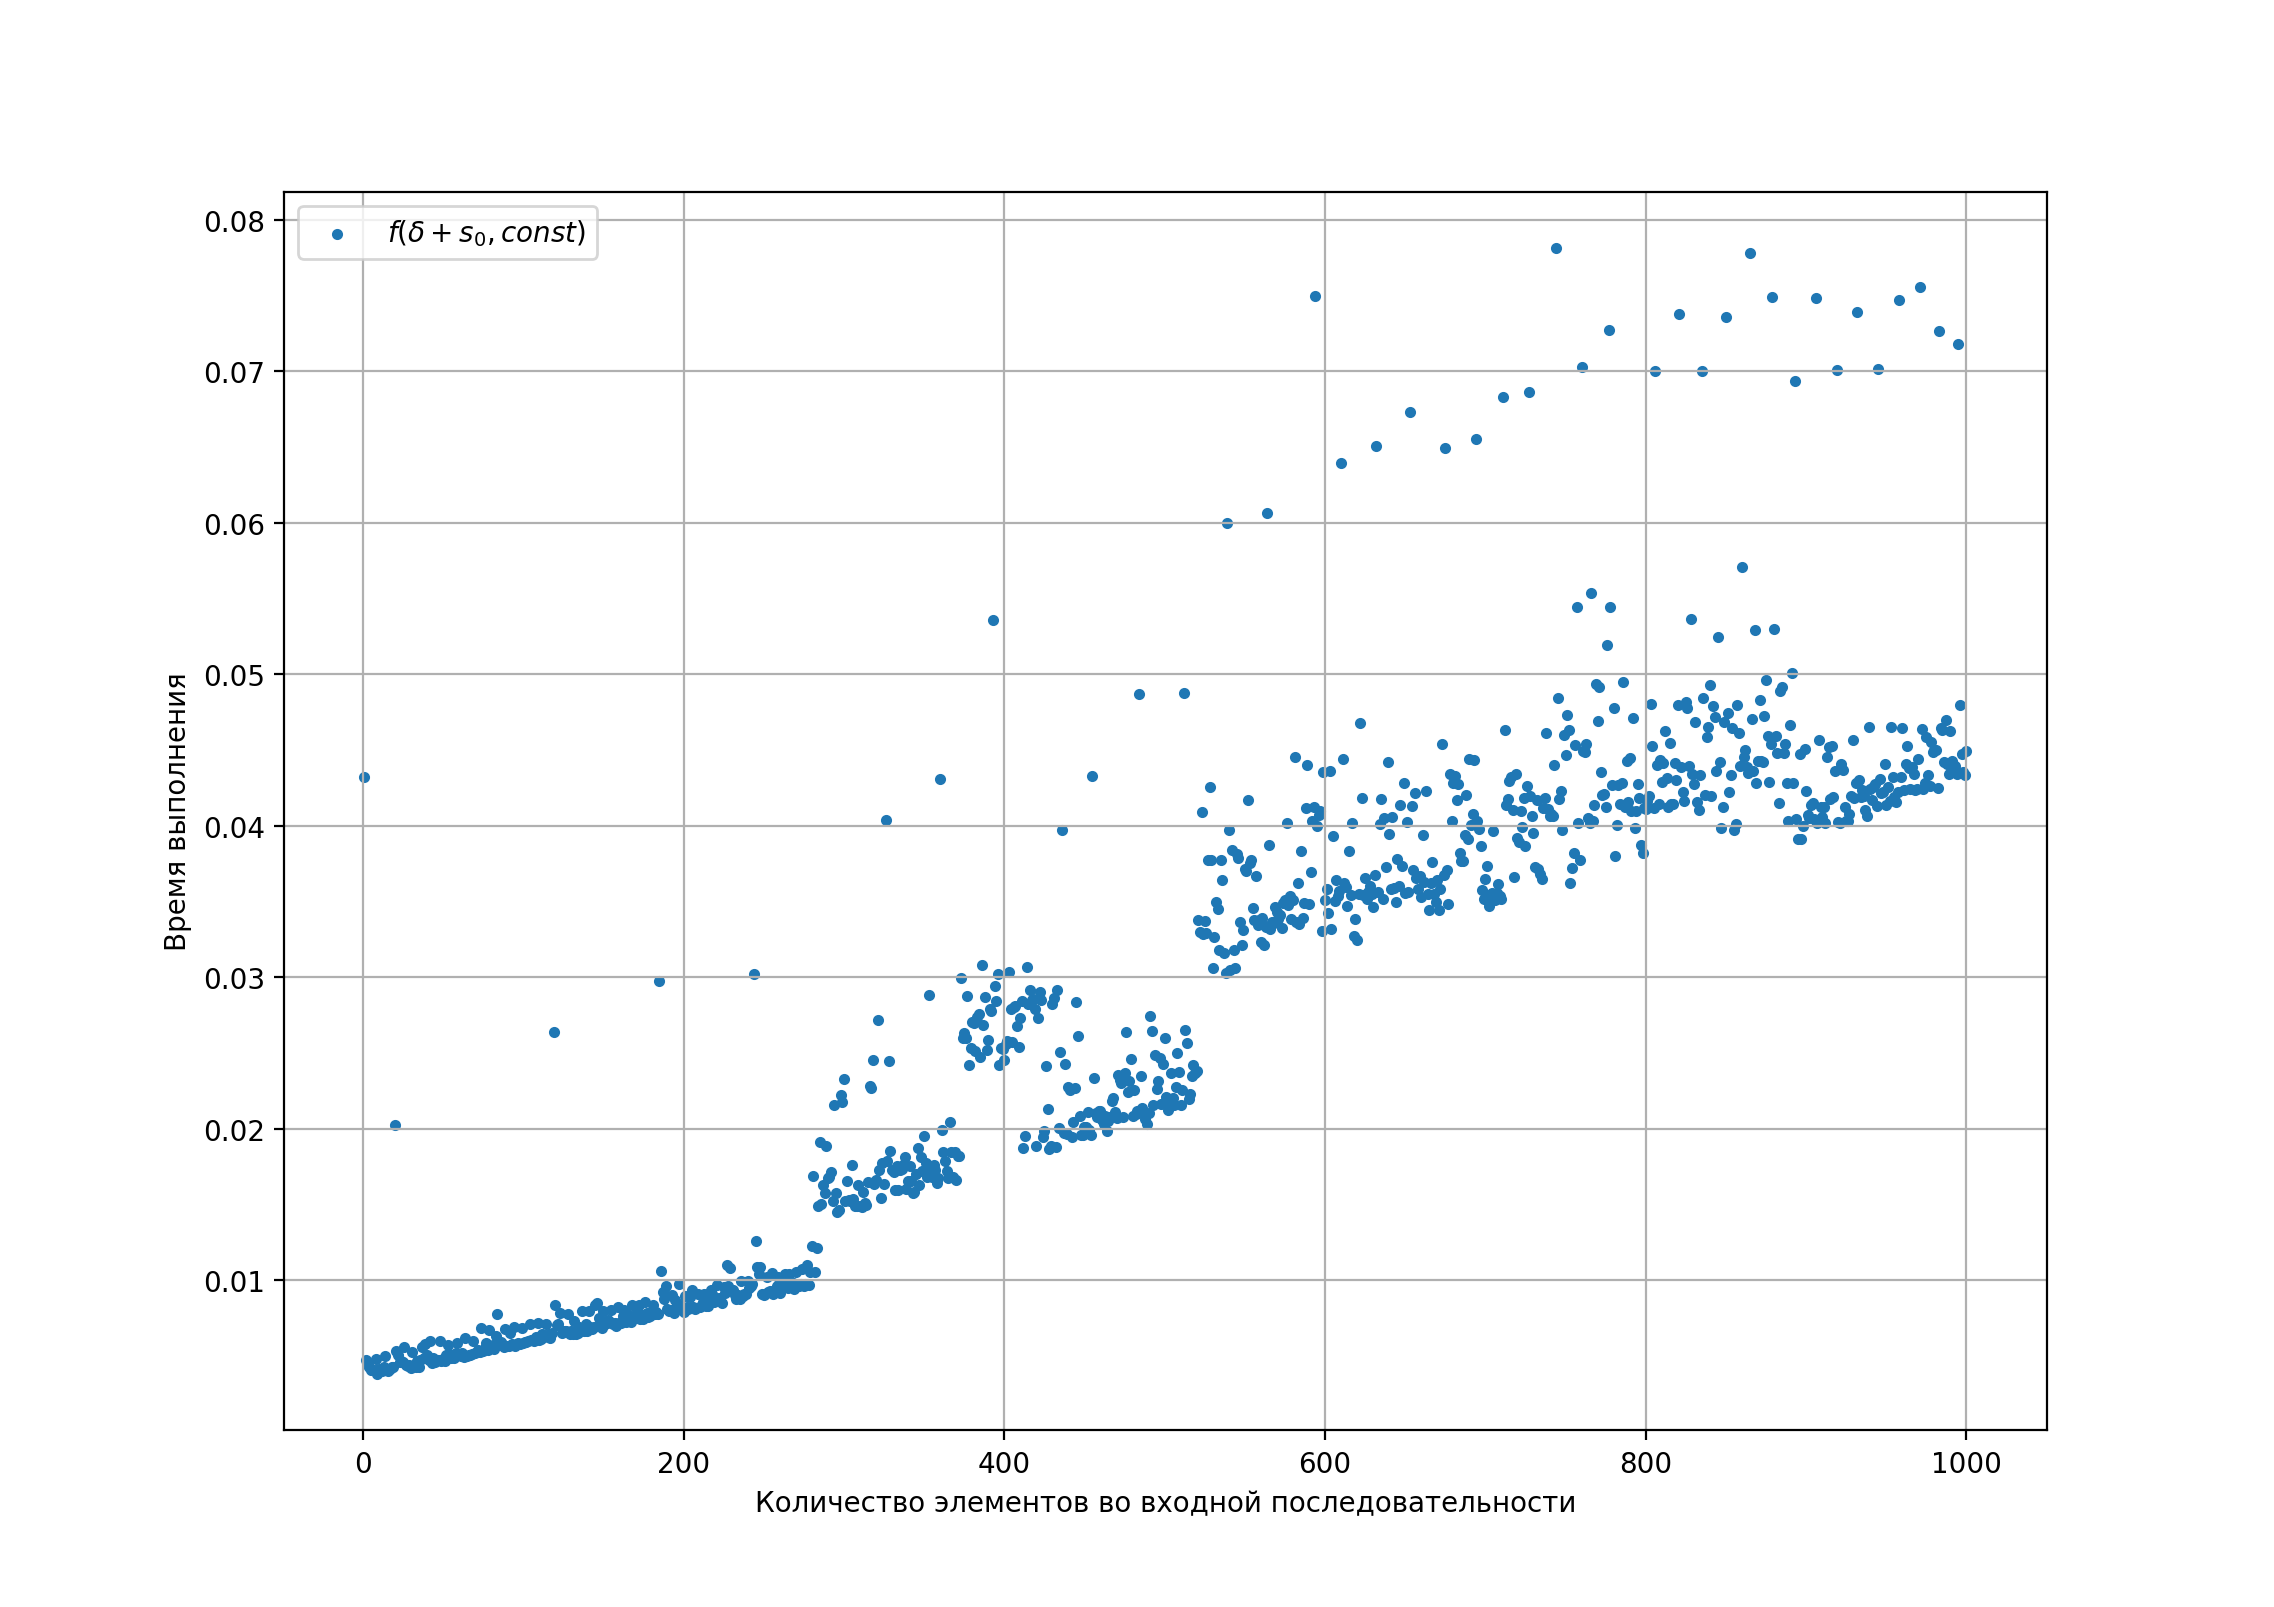 f(δ + s₀, const)
0.08
0.07
0.06
0.05
0.04
0.03
0.02
0.01
Время выполнения
0 200 400 600 800 1000
Количество элементов во входной последовательности